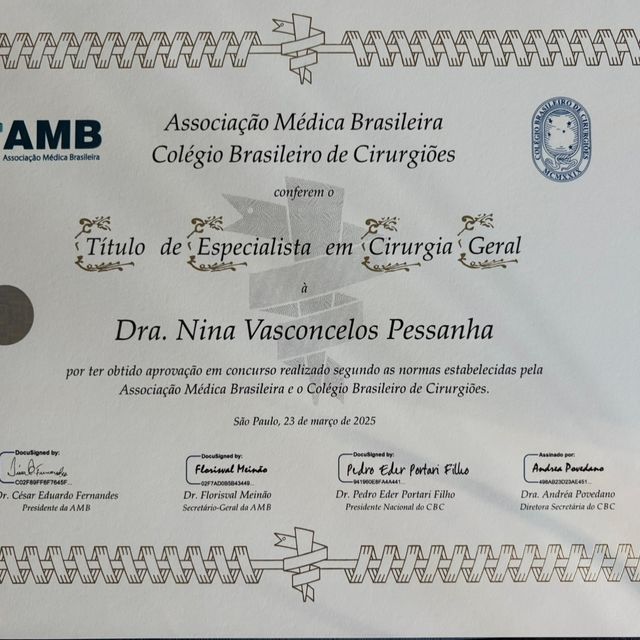 AMB
Associação Médica Brasileira
Associação Médica Brasileira
Colégio Brasileiro de Cirurgiões
COLÉGIO BRASILEIRO DE CIRURGIÕES
MCMXXIX
conferem o
Título de Especialista em Cirurgia Geral
à
Dra. Nina Vasconcelos Pessanha
por ter obtido aprovação em concurso realizado segundo as normas estabelecidas pela
Associação Médica Brasileira e o Colégio Brasileiro de Cirurgiões.
São Paulo, 23 de março de 2025
DocuSigned by:
Dr. César Eduardo Fernandes
Presidente da AMB
DocuSigned by:
Florisval Meinão
02F7AD0B5B43449...
Dr. Florisval Meinão
Secretário-Geral da AMB
DocuSigned by:
Pedro Eder Portari Filho
941960E8FA4A441...
Dr. Pedro Eder Portari Filho
Presidente Nacional do CBC
Assinado por:
Andrea Povedano
498AB23D23AE451...
Dra. Andréa Povedano
Diretora Secretária do CBC